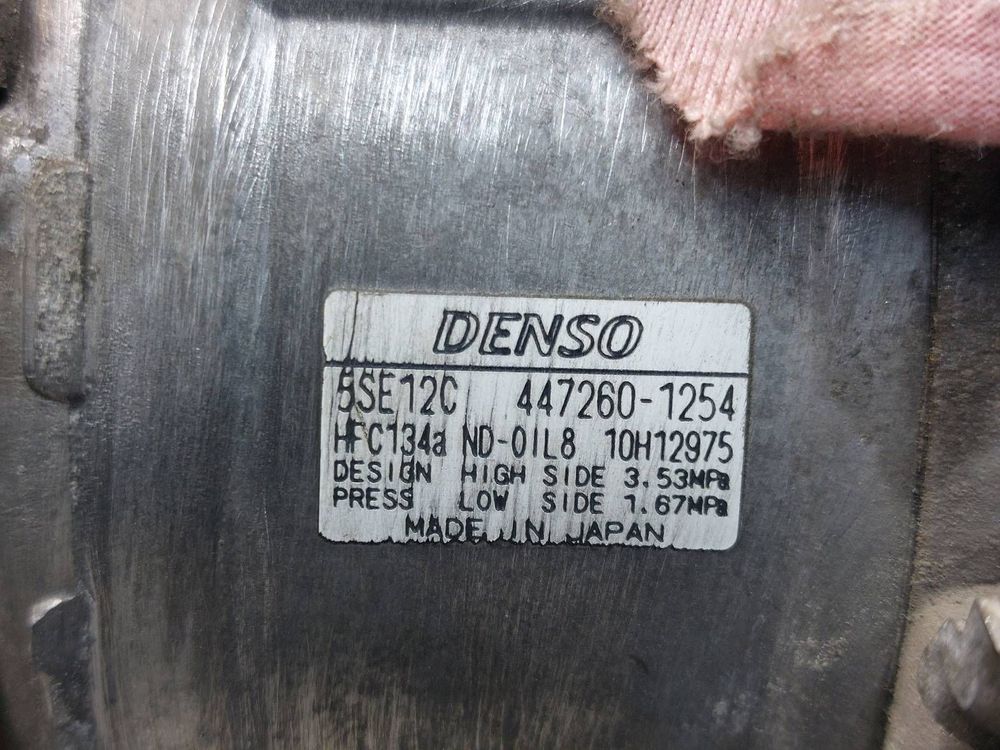 DENSO
5SE12C 447260-1254
HFC134a ND-OIL8 10H12975
DESIGN HIGH SIDE 3.53MPa
PRESS LOW SIDE 1.67MPa
MADE IN JAPAN